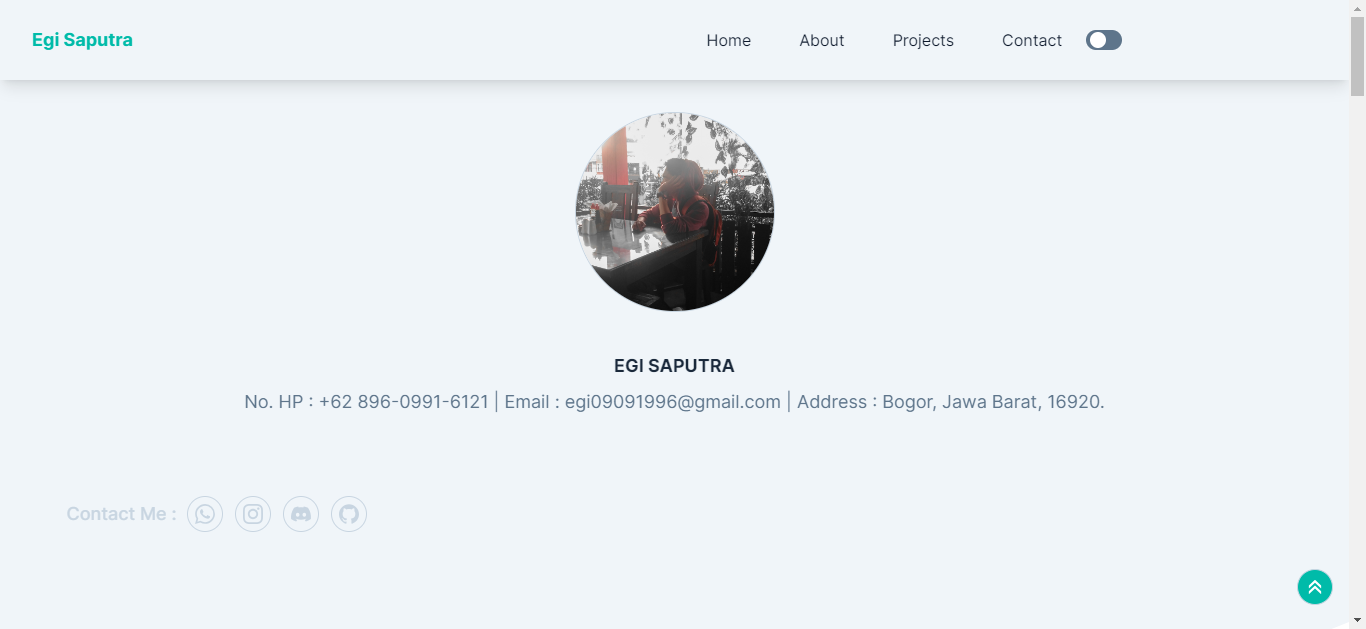 Egi Saputra
Home About Projects Contact
EGI SAPUTRA
No. HP : +62 896-0991-6121 | Email : egi09091996@gmail.com | Address : Bogor, Jawa Barat, 16920.
Contact Me :